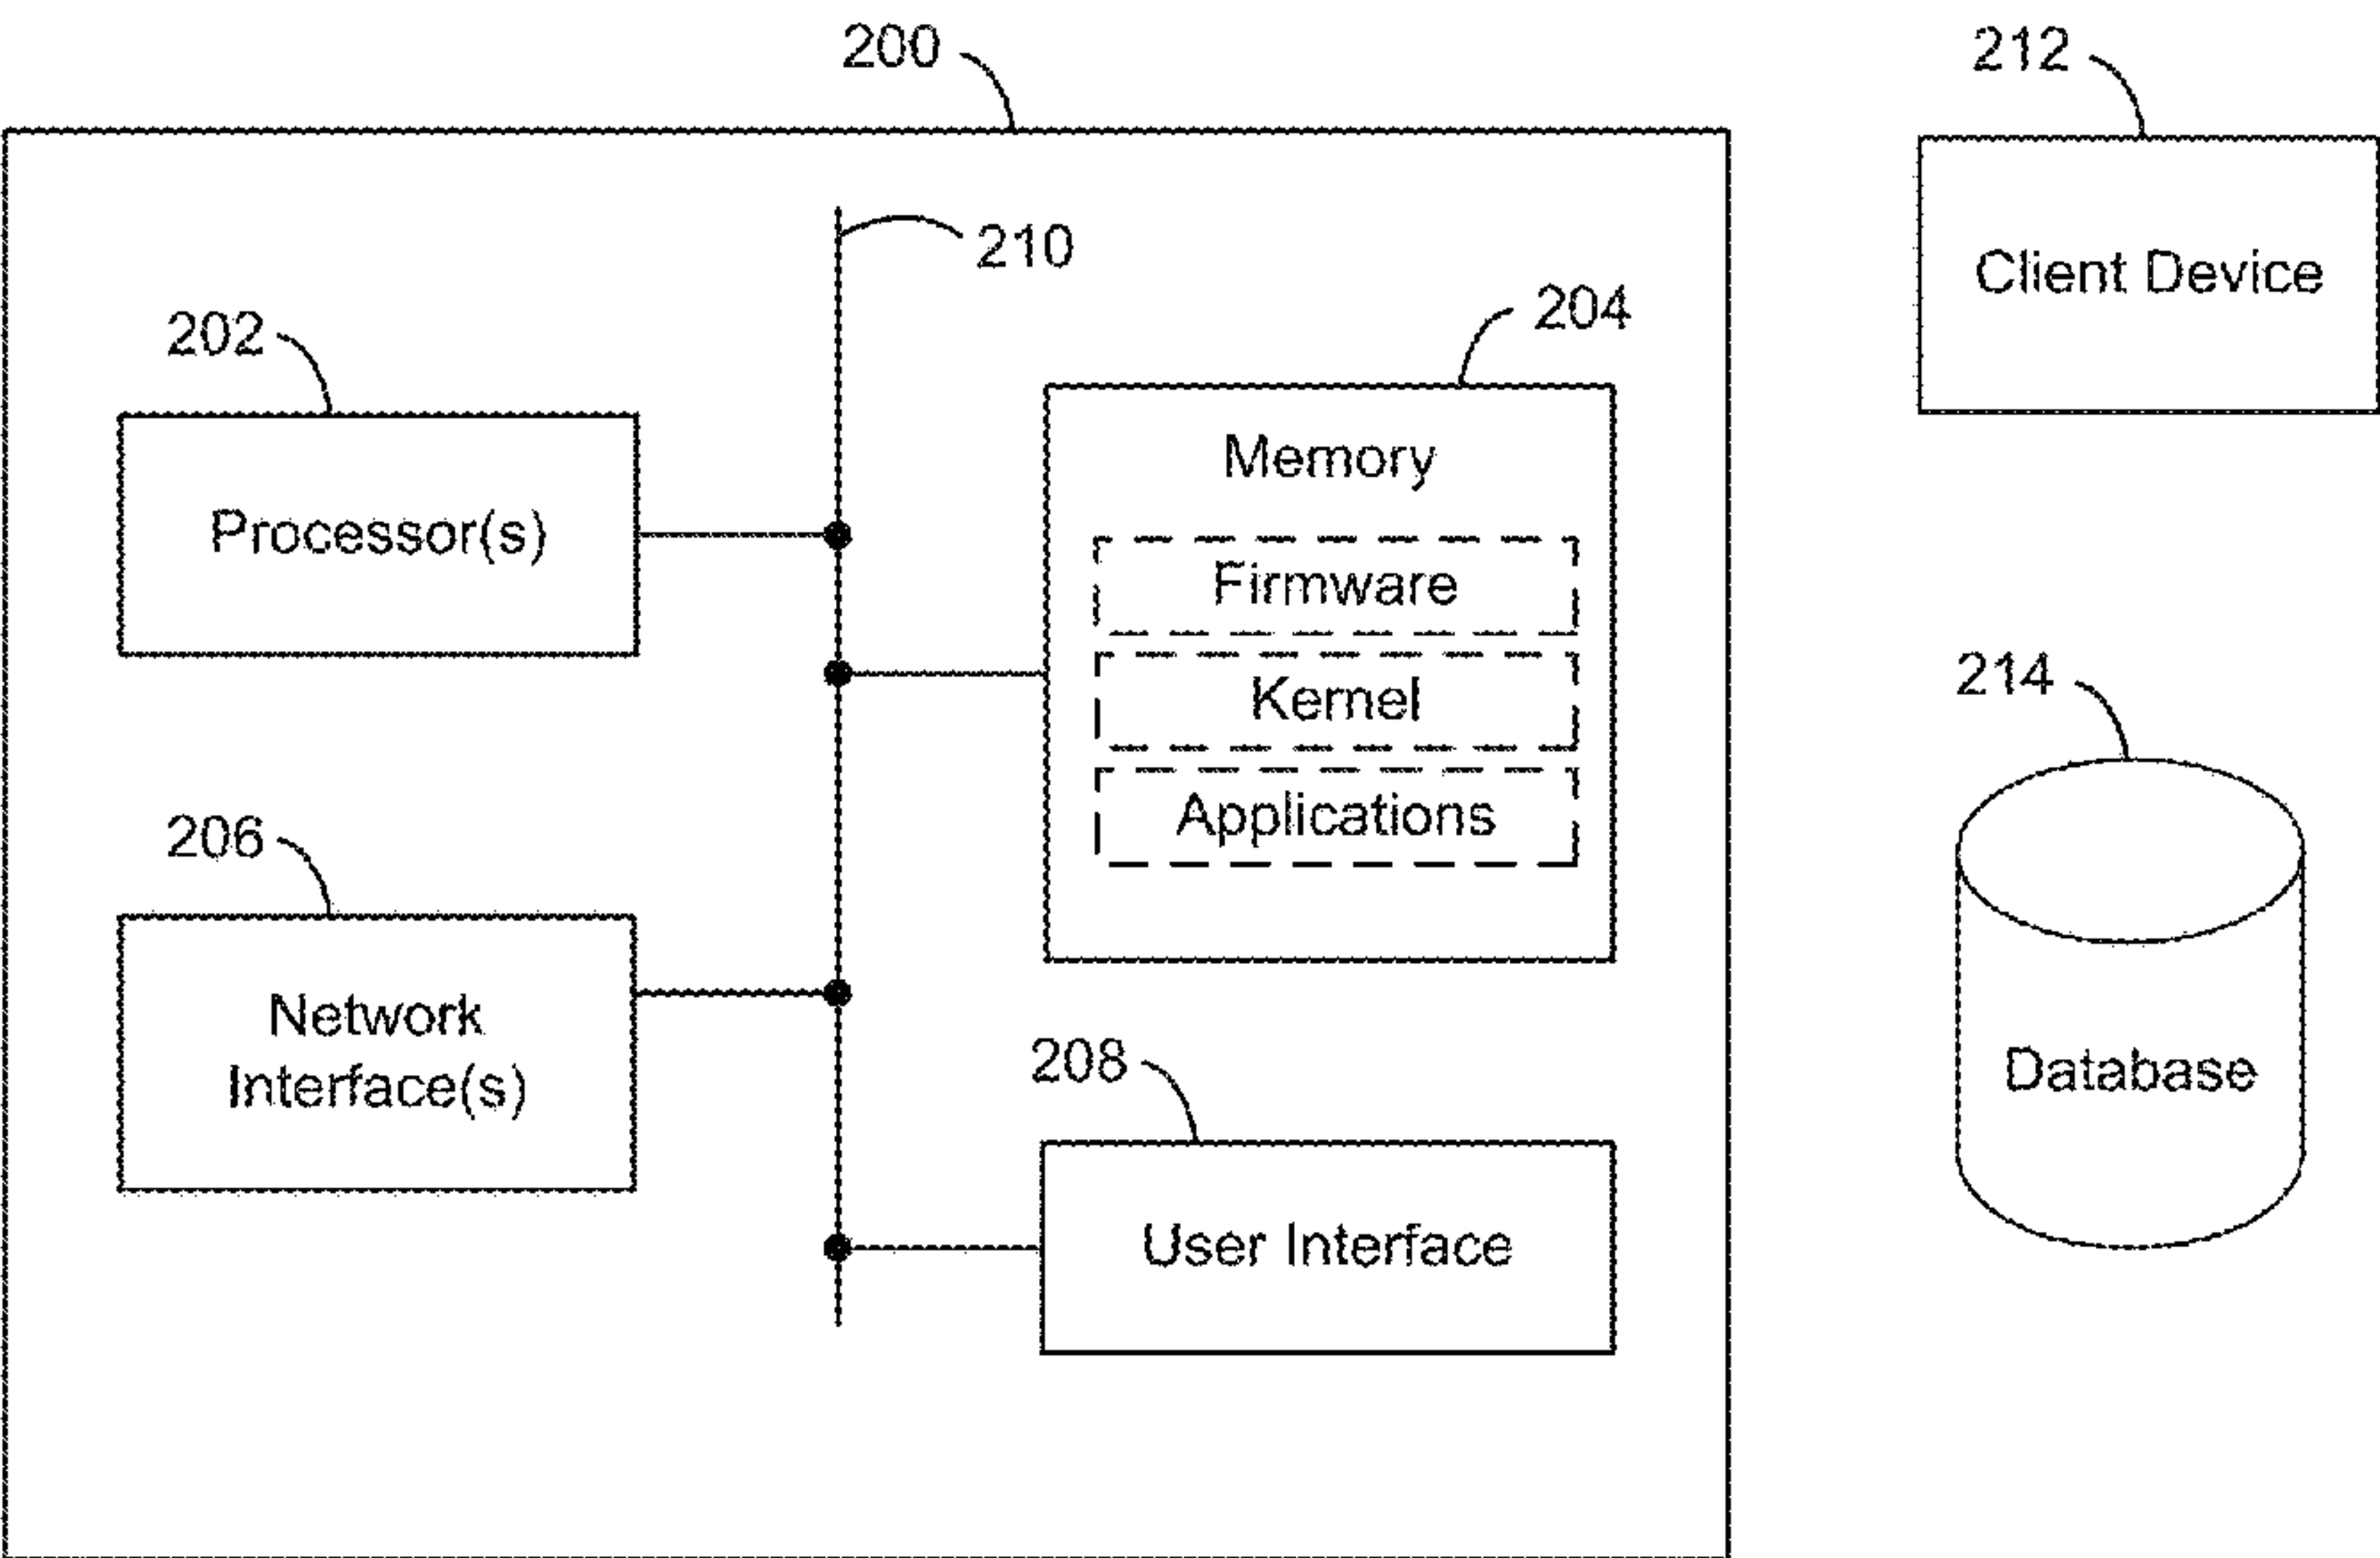 200
212
210
Client Device
204
202
Memory
Processor(s)
Firmware
Kernel
214
Applications
206
Network
Interface(s)
208
Database
User Interface